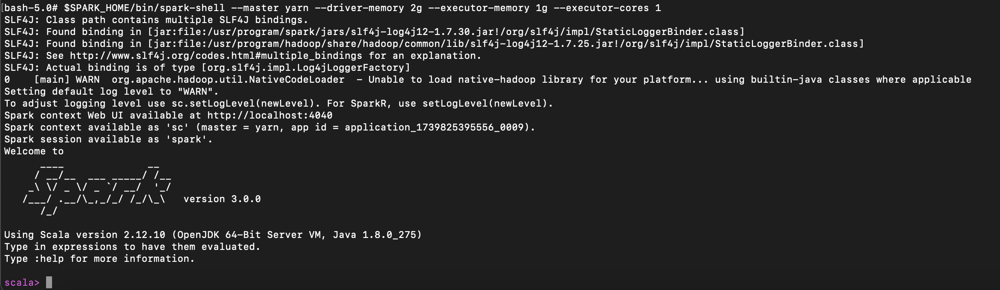 [bash-5.0# $SPARK_HOME/bin/spark-shell --master yarn --driver-memory 2g --executor-memory 1g --executor-cores 1
SLF4J: Class path contains multiple SLF4J bindings.
SLF4J: Found binding in [jar:file:/usr/program/spark/jars/slf4j-log4j12-1.7.30.jar!/org/slf4j/impl/StaticLoggerBinder.class]
SLF4J: Found binding in [jar:file:/usr/program/hadoop/share/hadoop/common/lib/slf4j-log4j12-1.7.25.jar!/org/slf4j/impl/StaticLoggerBinder.class]
SLF4J: See http://www.slf4j.org/codes.html#multiple_bindings for an explanation.
SLF4J: Actual binding is of type [org.slf4j.impl.Log4jLoggerFactory]
0    [main] WARN  org.apache.hadoop.util.NativeCodeLoader  - Unable to load native-hadoop library for your platform... using builtin-java classes where applicable
Setting default log level to "WARN".
To adjust logging level use sc.setLogLevel(newLevel). For SparkR, use setLogLevel(newLevel).
Spark context Web UI available at http://localhost:4040
Spark context available as 'sc' (master = yarn, app id = application_1739825395556_0009).
Spark session available as 'spark'.
Welcome to
      ____              __
     / __/__  ___ _____/ /__
    _\ \/ _ \/ _ `/ __/  '_/
   /___/ .__/\_,_/_/ /_/\_\   version 3.0.0
      /_/

Using Scala version 2.12.10 (OpenJDK 64-Bit Server VM, Java 1.8.0_275)
Type in expressions to have them evaluated.
Type :help for more information.

scala>